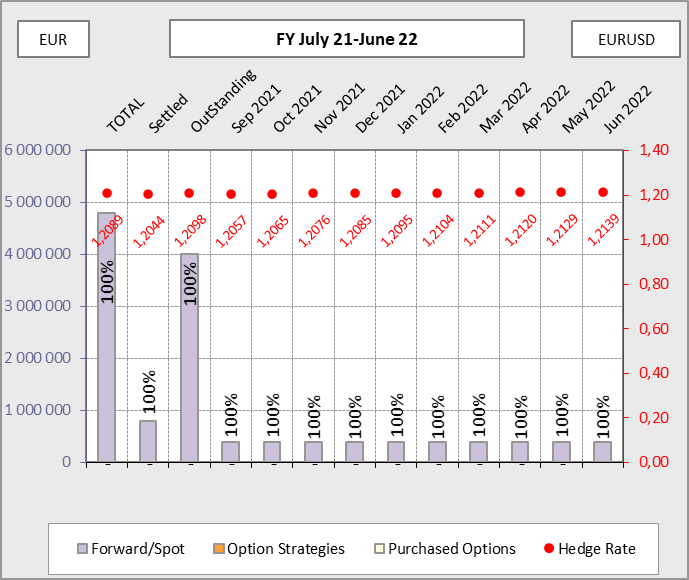 EUR
FY July 21-June 22
EURUSD
TOTAL
Settled
OutStanding
Sep 2021
Oct 2021
Nov 2021
Dec 2021
Jan 2022
Feb 2022
Mar 2022
Apr 2022
May 2022
Jun 2022
6 000 000
5 000 000
4 000 000
3 000 000
2 000 000
1 000 000
0
1,40
1,20
1,00
0,80
0,60
0,40
0,20
0,00
1,2089
1,2044
1,2098
1,2057
1,2065
1,2076
1,2085
1,2095
1,2104
1,2111
1,2120
1,2129
1,2139
100%
100%
100%
100%
100%
100%
100%
100%
100%
100%
100%
100%
100%
Forward/Spot
Option Strategies
Purchased Options
Hedge Rate